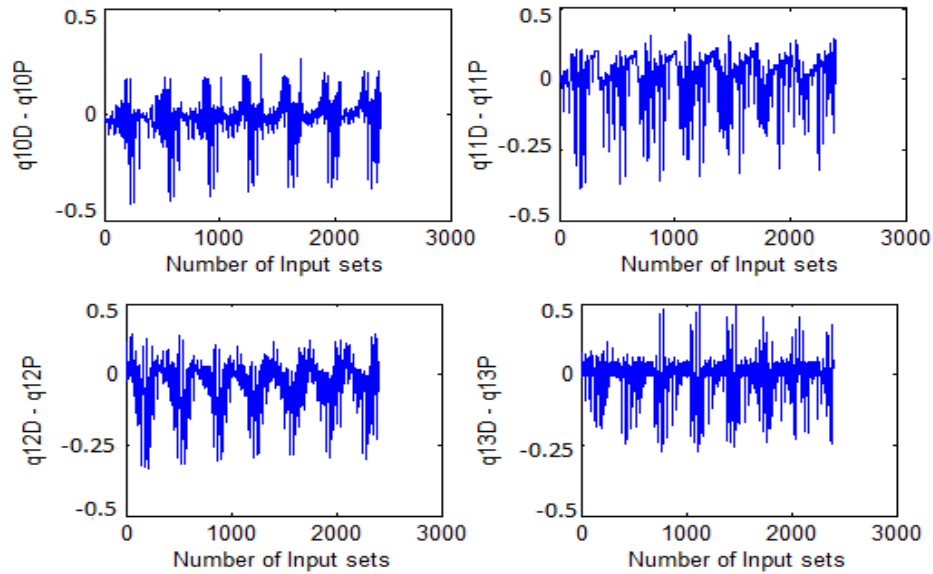 0.5
0
-0.5
q10D - q10P
0 1000 2000 3000
Number of Input sets
0.5
0
-0.25
-0.5
q11D - q11P
0 1000 2000 3000
Number of Input sets
0.5
0
-0.25
-0.5
q12D - q12P
0 1000 2000 3000
Number of Input sets
0.5
0
-0.25
-0.5
q13D - q13P
0 1000 2000 3000
Number of Input sets